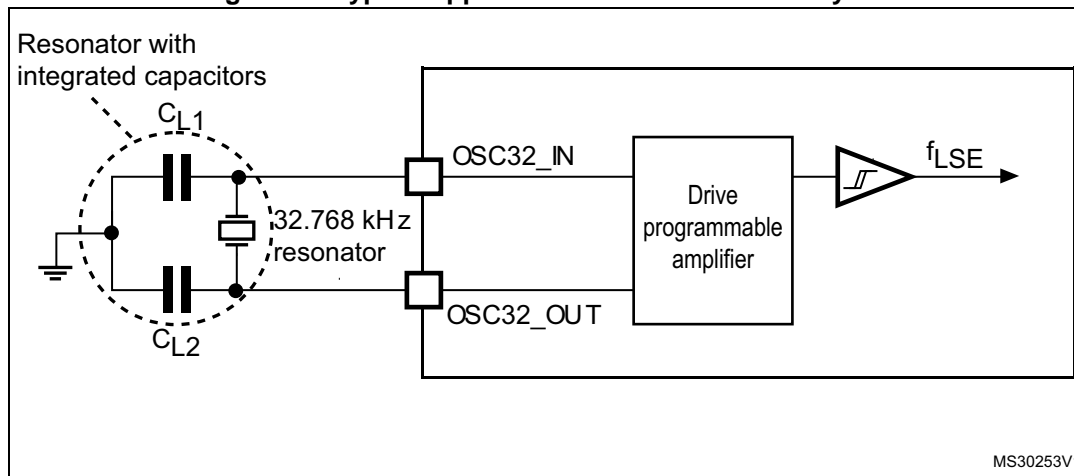 Resonator with
integrated capacitors
CL1
OSC32_IN
fLSE
Drive
programmable
amplifier
32.768 kHz
resonator
OSC32_OUT
CL2
MS30253V